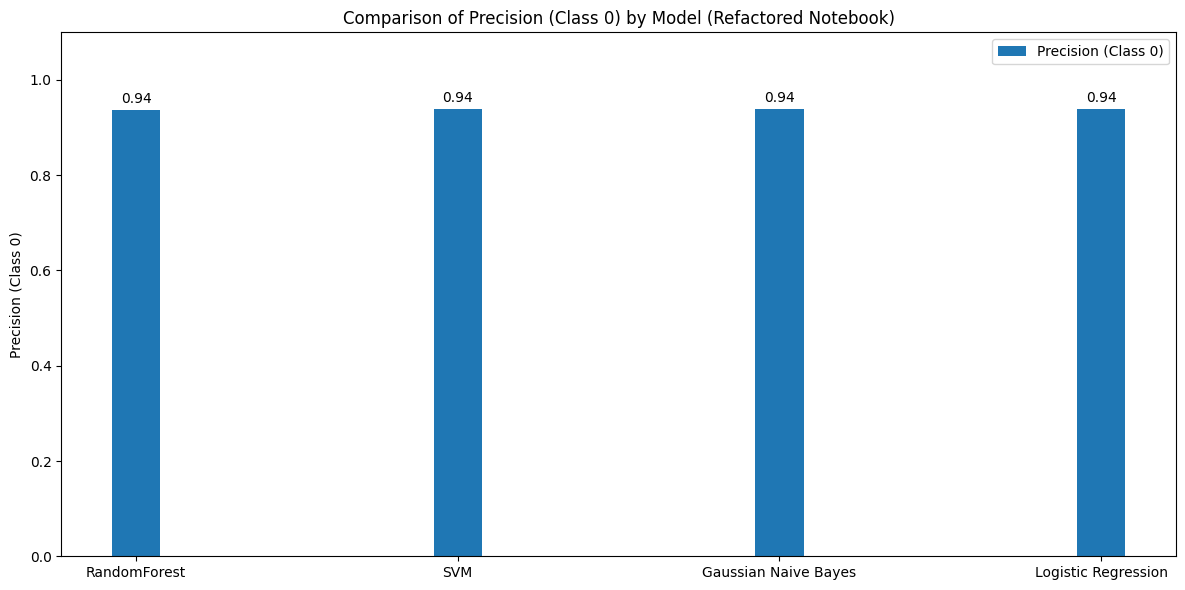 Comparison of Precision (Class 0) by Model (Refactored Notebook)
Precision (Class 0)
1.0
0.8
0.6
0.4
0.2
0.0
Precision (Class 0)
0.94
0.94
0.94
0.94
RandomForest
SVM
Gaussian Naive Bayes
Logistic Regression